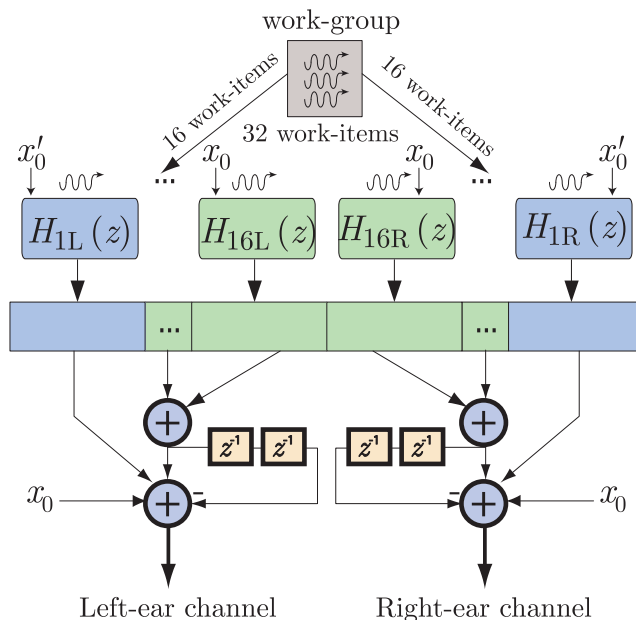 work-group
16 work-items
16 work-items
32 work-items
x′₀
...
x₀
x₀
...
x′₀
H₁L (z)
H₁₆L (z)
H₁₆R (z)
H₁R (z)
...
...
+
+
z⁻¹ z⁻¹
z⁻¹ z⁻¹
x₀
+
-
-
+
x₀
Left-ear channel
Right-ear channel